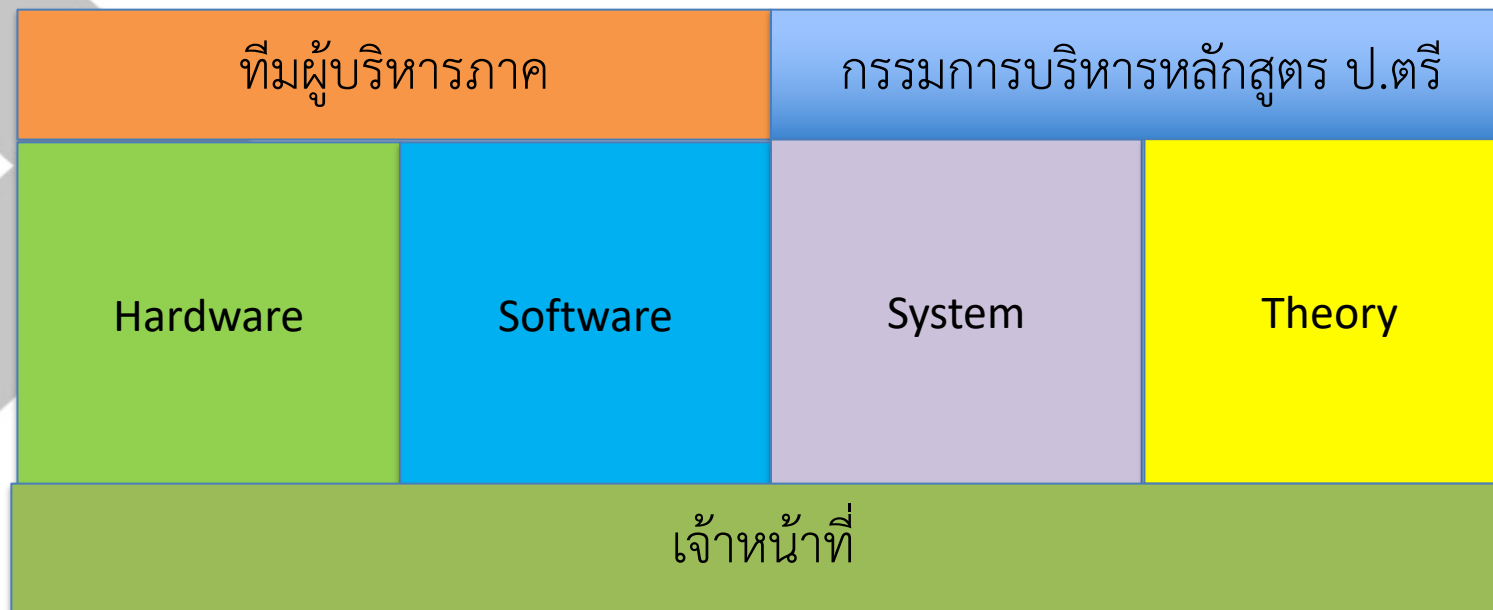 ทีมผู้บริหารภาค
กรรมการบริหารหลักสูตร ป.ตรี
Hardware
Software
System
Theory
เจ้าหน้าที่